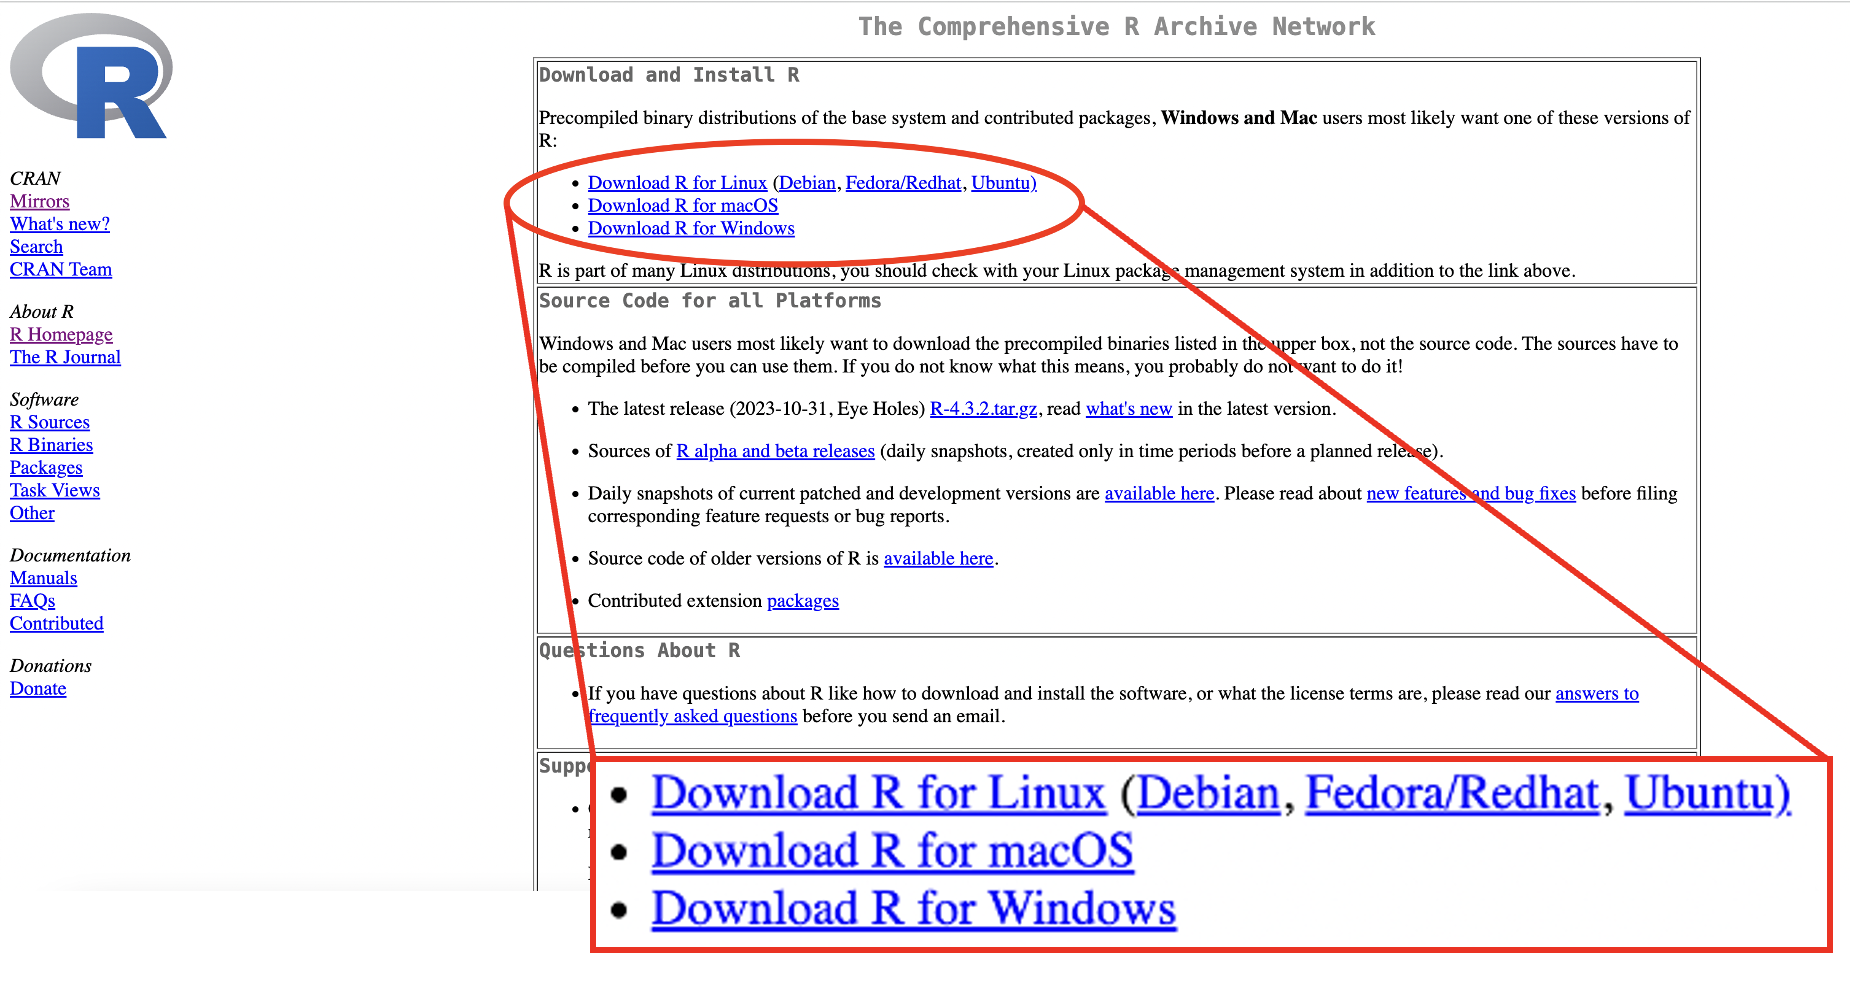 R
CRAN
Mirrors
What's new?
Search
CRAN Team
About R
R Homepage
The R Journal
Software
R Sources
R Binaries
Packages
Task Views
Other
Documentation
Manuals
FAQs
Contributed
Donations
Donate
The Comprehensive R Archive Network
Download and Install R
Precompiled binary distributions of the base system and contributed packages, Windows and Mac users most likely want one of these versions of
R:
• Download R for Linux (Debian, Fedora/Redhat, Ubuntu)
• Download R for macOS
• Download R for Windows
R is part of many Linux distributions, you should check with your Linux package management system in addition to the link above.
Source Code for all Platforms
Windows and Mac users most likely want to download the precompiled binaries listed in the upper box, not the source code. The sources have to
be compiled before you can use them. If you do not know what this means, you probably do not want to do it!
• The latest release (2023-10-31, Eye Holes) R-4.3.2.tar.gz, read what's new in the latest version.
• Sources of R alpha and beta releases (daily snapshots, created only in time periods before a planned release).
• Daily snapshots of current patched and development versions are available here. Please read about new features and bug fixes before filing
corresponding feature requests or bug reports.
• Source code of older versions of R is available here.
• Contributed extension packages
Questions About R
• If you have questions about R like how to download and install the software, or what the license terms are, please read our answers to
frequently asked questions before you send an email.
• Download R for Linux (Debian, Fedora/Redhat, Ubuntu)
• Download R for macOS
• Download R for Windows